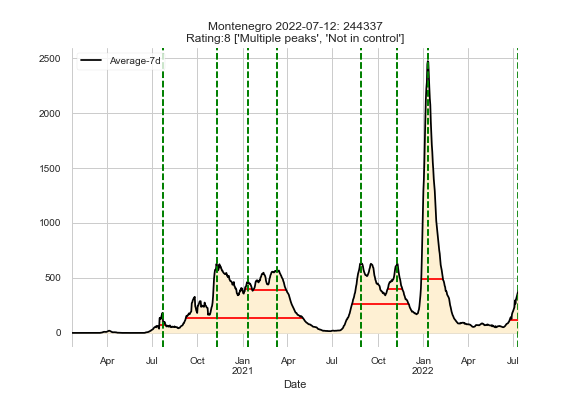 Montenegro 2022-07-12: 244337
Rating:8 ['Multiple peaks', 'Not in control']
Average-7d
2500
2000
1500
1000
500
0
Apr Jul Oct Jan Apr Jul Oct Jan Apr Jul
2021 2022
Date